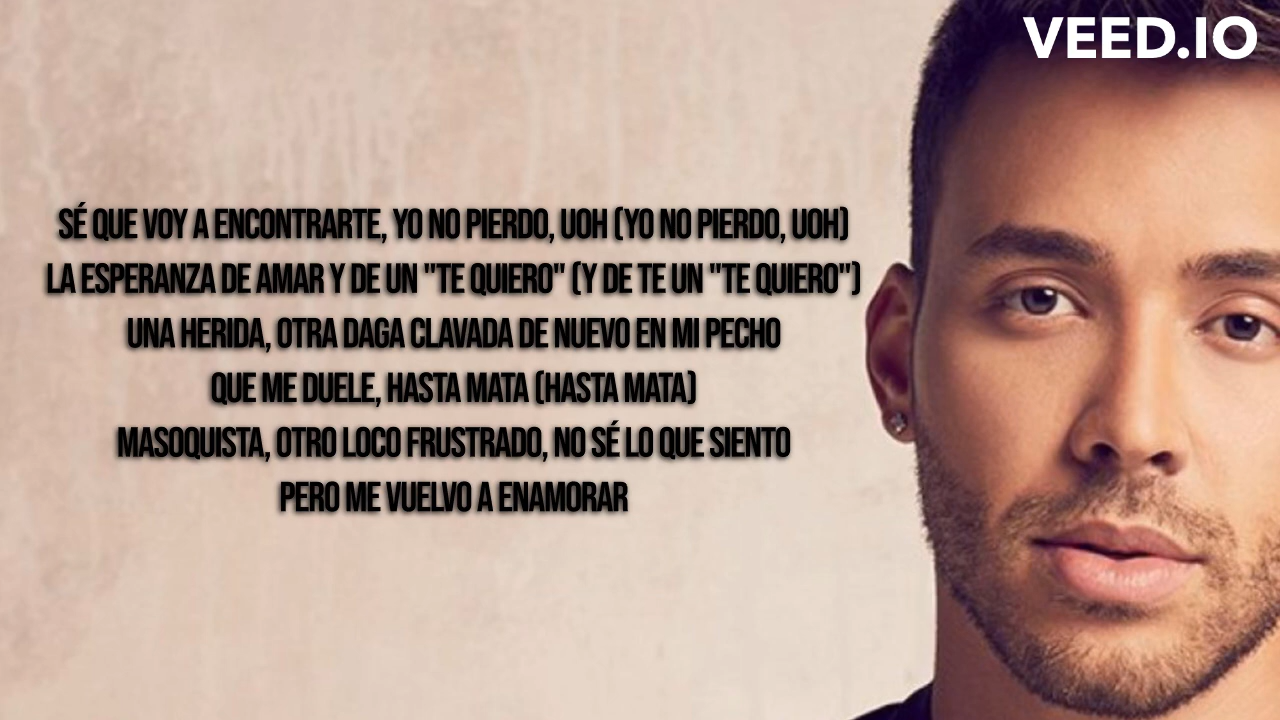 VEED.IO
SÉ QUE VOY A ENCONTRARTE, YO NO PIERDO, UOH (YO NO PIERDO, UOH)
LA ESPERANZA DE AMAR Y DE UN "TE QUIERO" (Y DE TE UN "TE QUIERO")
UNA HERIDA, OTRA DAGA CLAVADA DE NUEVO EN MI PECHO
QUE ME DUELE, HASTA MATA (HASTA MATA)
MASOQUISTA, OTRO LOCO FRUSTRADO, NO SÉ LO QUE SIENTO
PERO ME VUELVO A ENAMORAR